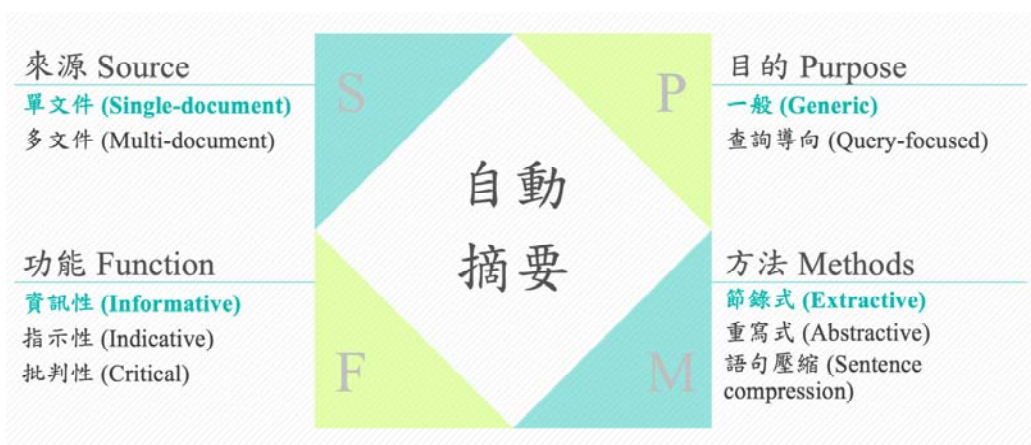 來源 Source
單文件 (Single-document)
多文件 (Multi-document)
S
P
目的 Purpose
一般 (Generic)
查詢導向 (Query-focused)
自動
摘要
功能 Function
資訊性 (Informative)
指示性 (Indicative)
批判性 (Critical)
F
M
方法 Methods
節錄式 (Extractive)
重寫式 (Abstractive)
語句壓縮 (Sentence
compression)